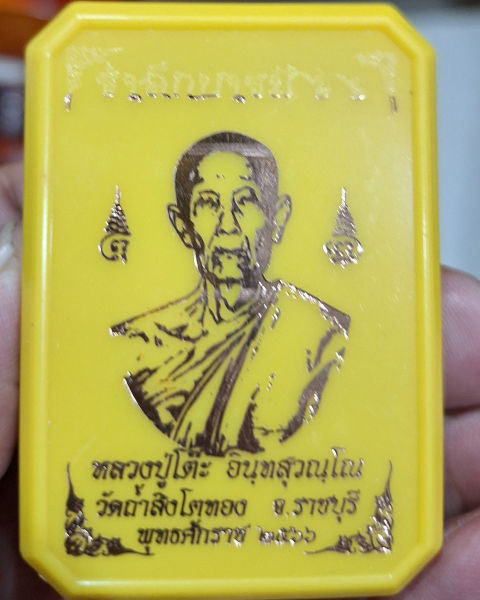 หลวงปู่โต๊ะ อินฺทสุวณฺโณ
วัดถ้ำสิงโตทอง จ.ราชบุรี
พุทธศักราช ๒๕๖๖